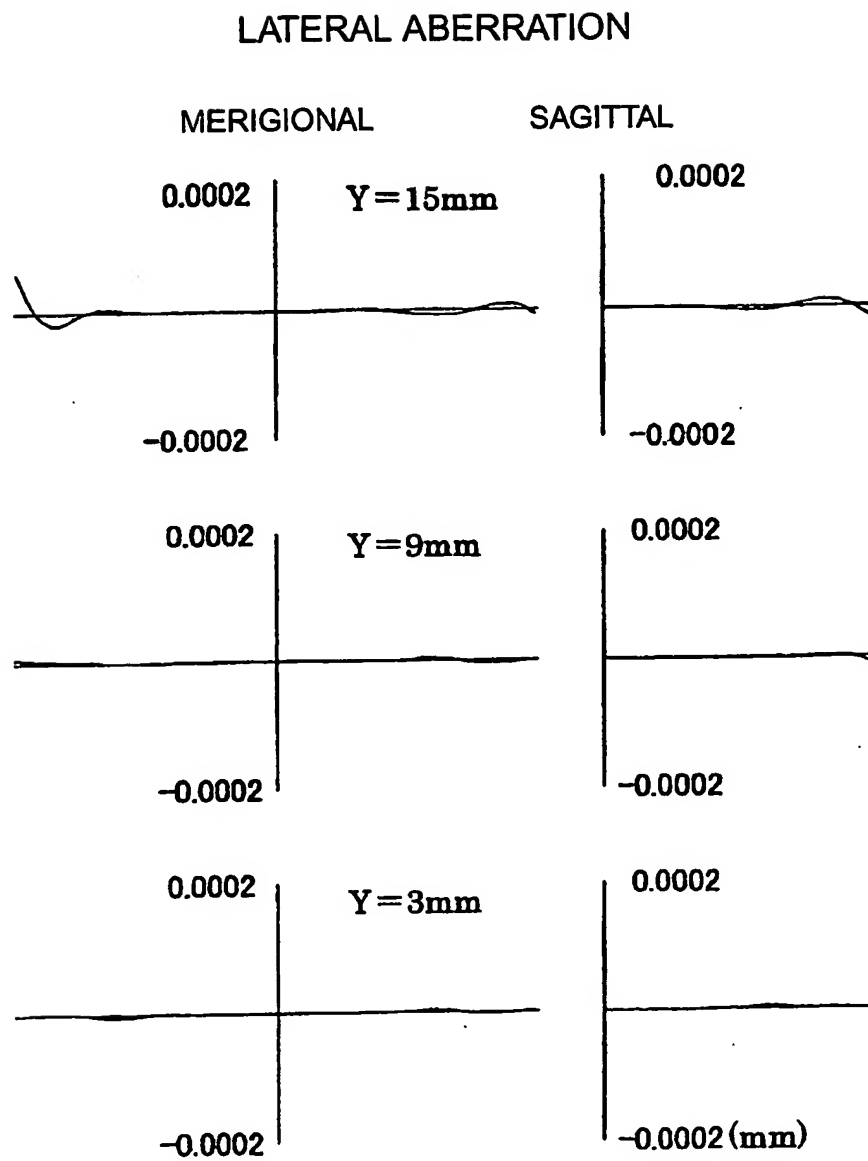 LATERAL ABERRATION
MERIGIONAL SAGITTAL
0.0002 Y=15mm 0.0002
-0.0002 -0.0002
0.0002 Y=9mm 0.0002
-0.0002 -0.0002
0.0002 Y=3mm 0.0002
-0.0002 -0.0002 (mm)